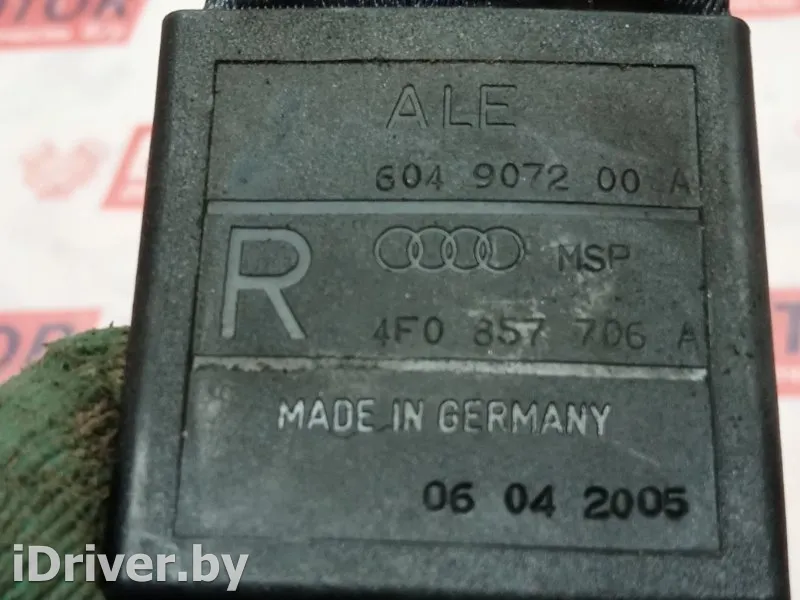 ALE
604 9072 00 A
R
MSP
4F0 857 706 A
MADE IN GERMANY
06 04 2005
iDriver.by